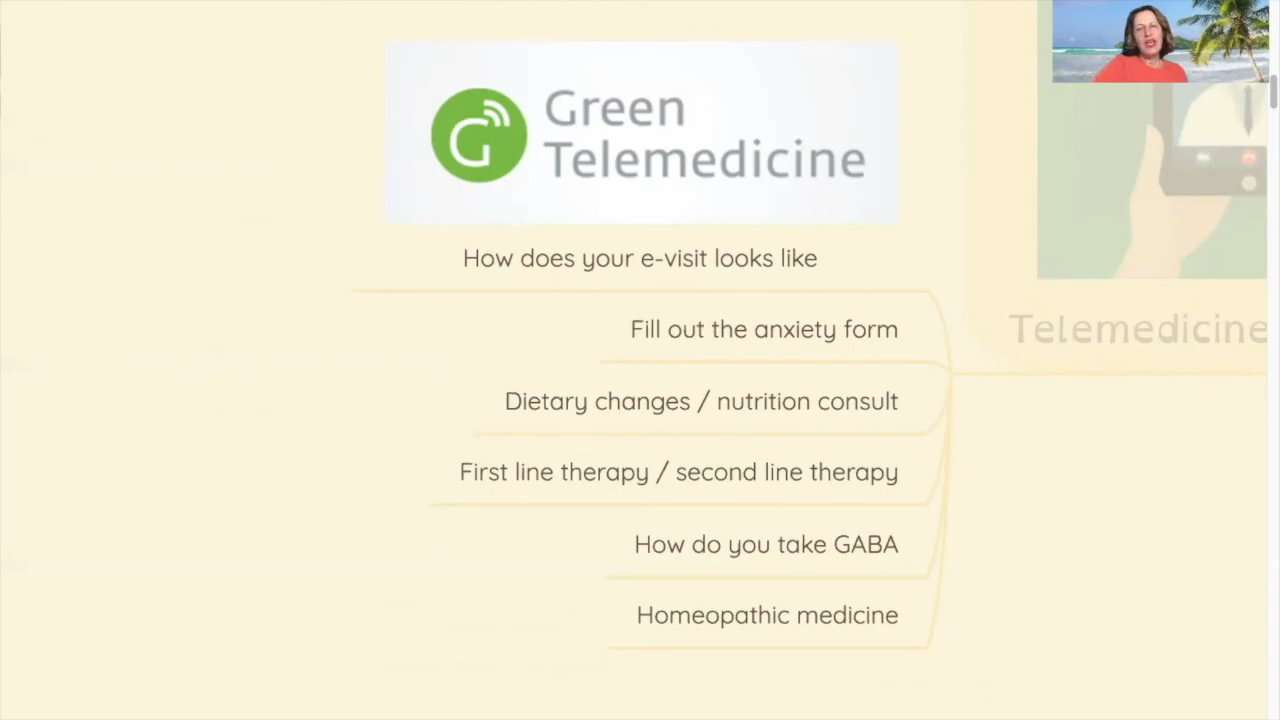 Green
Telemedicine
How does your e-visit looks like
Fill out the anxiety form
Dietary changes / nutrition consult
First line therapy / second line therapy
How do you take GABA
Homeopathic medicine
Telemedicine